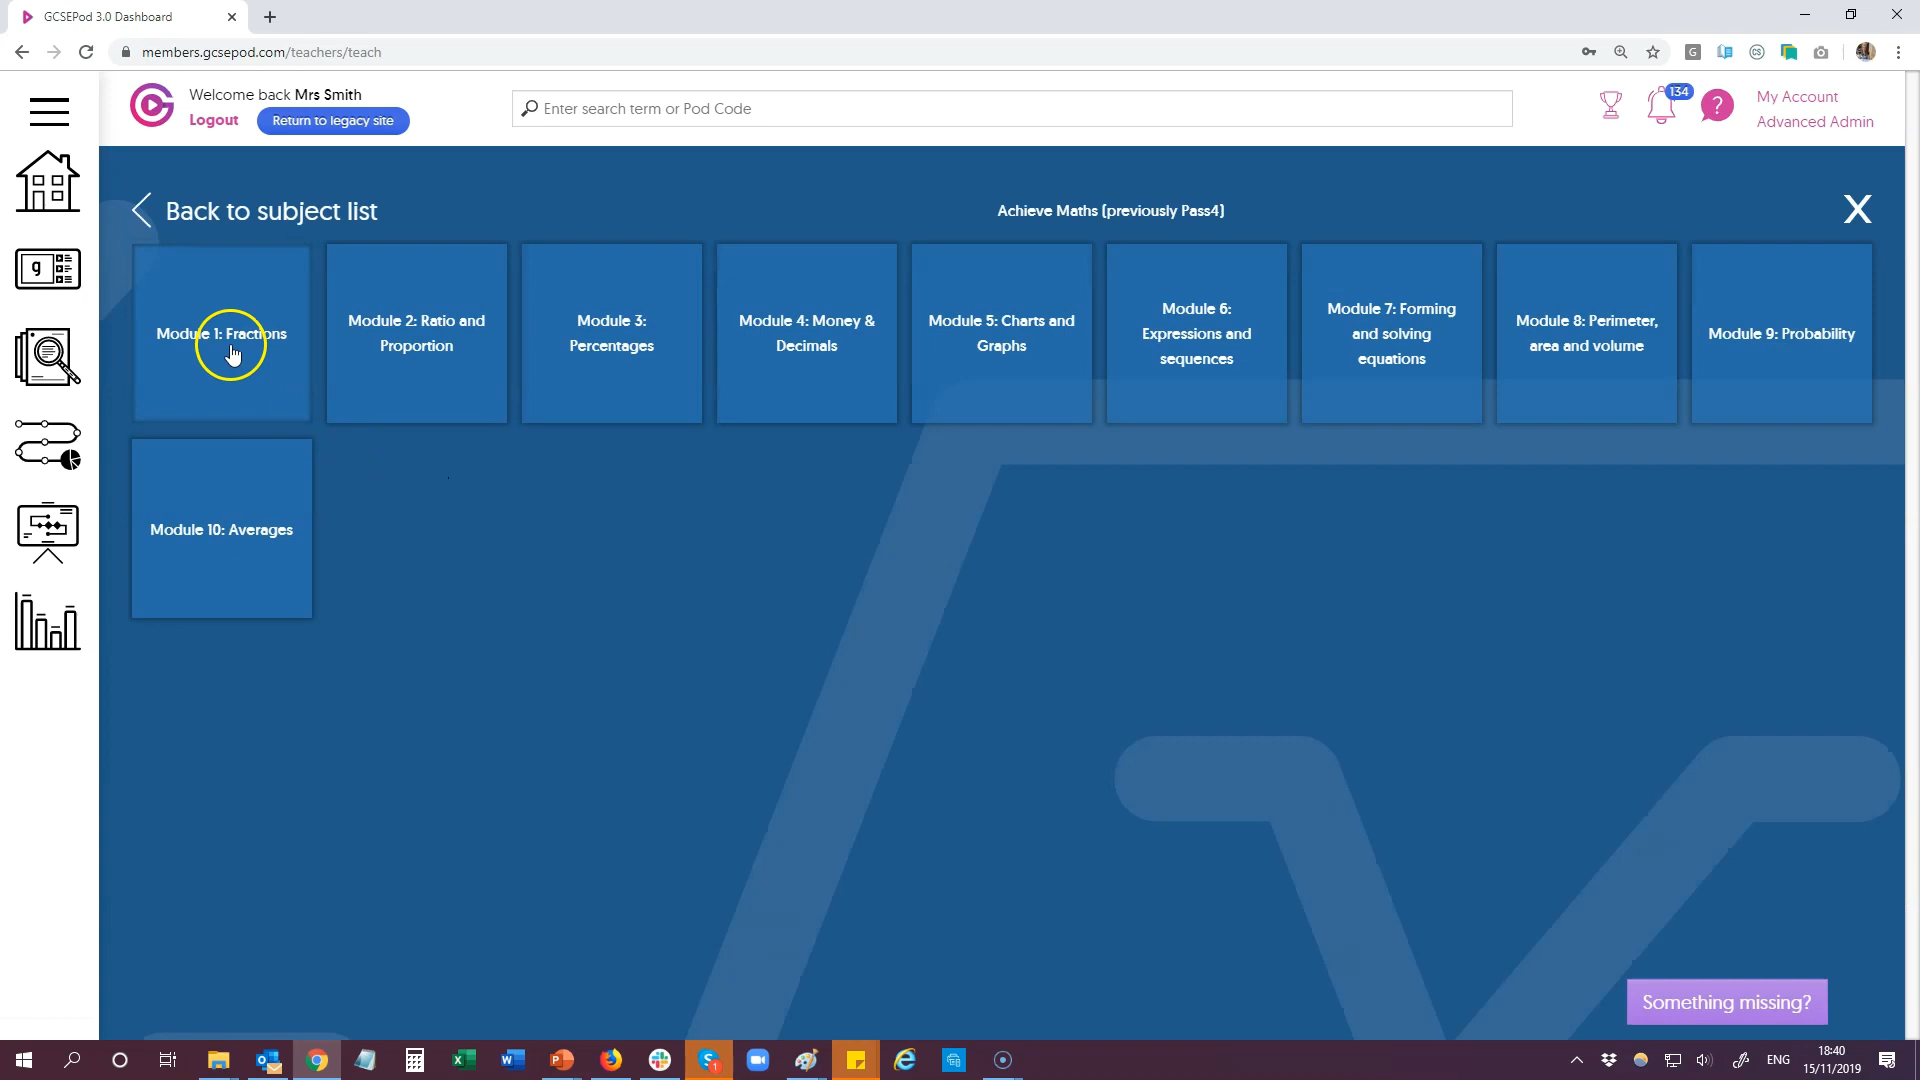 GCSEPod 3.0 Dashboard
members.gcsepod.com/teachers/teach
Welcome back Mrs Smith
Logout
Return to legacy site
Enter search term or Pod Code
134
?
My Account
Advanced Admin
Back to subject list
Achieve Maths (previously Pass4)
X
Module 1: Fractions
Module 2: Ratio and
Proportion
Module 3:
Percentages
Module 4: Money &
Decimals
Module 5: Charts and
Graphs
Module 6:
Expressions and
sequences
Module 7: Forming
and solving
equations
Module 8: Perimeter,
area and volume
Module 9: Probability
Module 10: Averages
g
Something missing?
ENG
18:40
15/11/2019